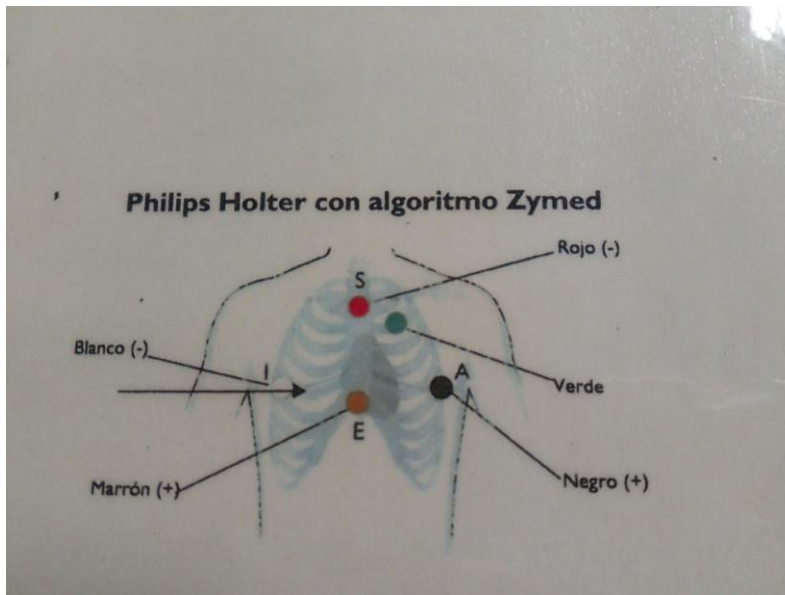 Philips Holter con algoritmo Zymed
Rojo (-)
S
Blanco (-)
I
A
Verde
E
Marrón (+)
Negro (+)